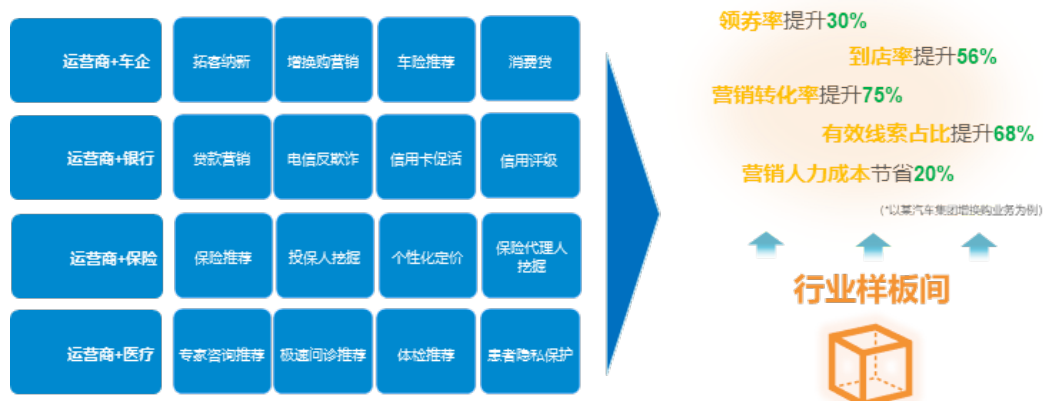 运营商+车企
拓客纳新
增换购营销
车险推荐
消费贷
运营商+银行
贷款营销
电信反欺诈
信用卡促活
信用评级
运营商+保险
保险推荐
投保人挖掘
个性化定价
保险代理人
挖掘
运营商+医疗
专家咨询推荐
极速问诊推荐
体检推荐
患者隐私保护
领券率提升30%
到店率提升56%
营销转化率提升75%
有效线索占比提升68%
营销人力成本节省20%
(*以某汽车集团增换购业务为例)
行业样板间